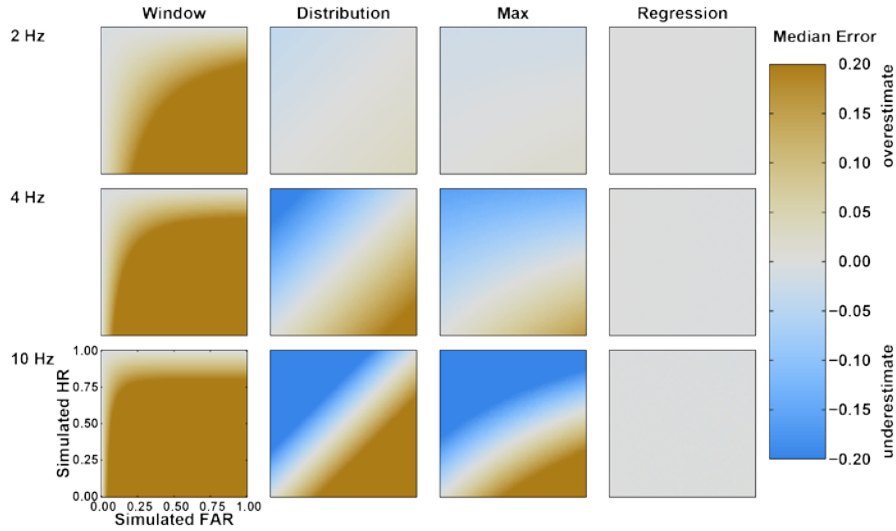 Window Distribution Max Regression
2 Hz
Median Error
0.20
0.15
0.10
0.05
0.00
−0.05
−0.10
−0.15
−0.20
overestimate
underestimate
4 Hz
10 Hz
Simulated HR
1.00
0.75
0.50
0.25
0.00
0.00 0.25 0.50 0.75 1.00
Simulated FAR